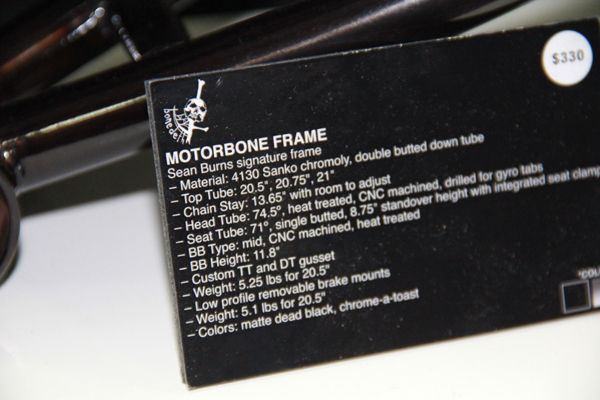 $330
bonedeth
MOTORBONE FRAME
Sean Burns signature frame
– Material: 4130 Sanko chromoly, double butted down tube
– Top Tube: 20.5", 20.75", 21"
– Chain Stay: 13.65" with room to adjust
– Head Tube: 74.5°, heat treated, CNC machined, drilled for gyro tabs
– Seat Tube: 71°, single butted, 8.75" standover height with integrated seat clamp
– BB Type: mid, CNC machined, heat treated
– BB Height: 11.8"
– Custom TT and DT gusset
– Weight: 5.25 lbs for 20.5"
– Low profile removable brake mounts
– Weight: 5.1 lbs for 20.5"
– Colors: matte dead black, chrome-a-toast